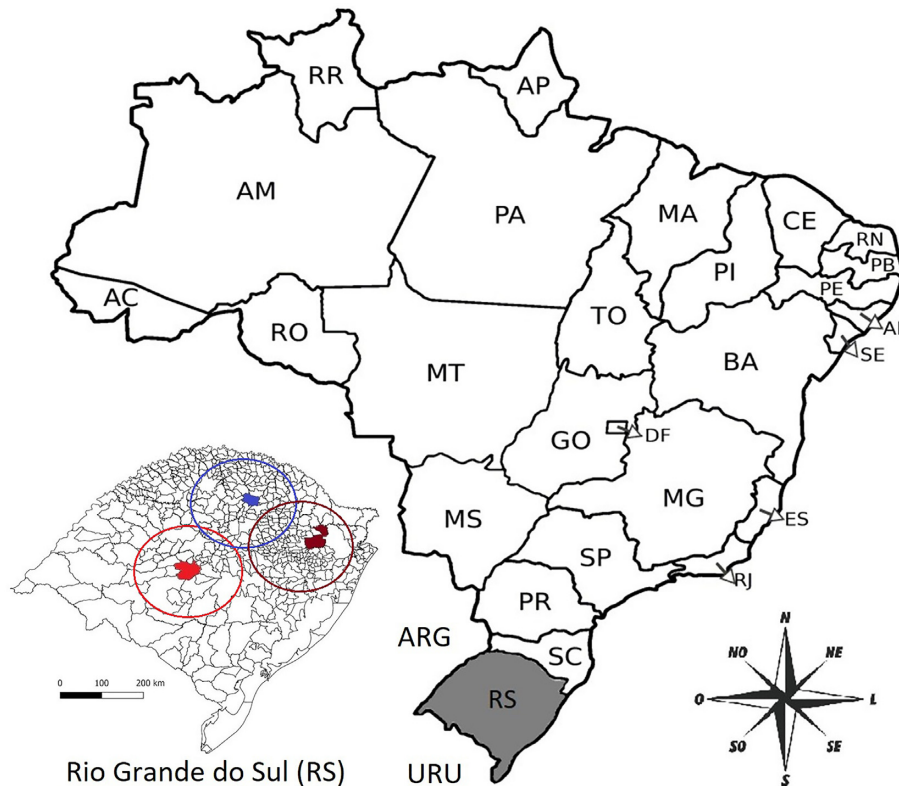 RR
AP
AM
PA
MA
CE
RN
PB
PI
PE
AC
TO
RO
SE
BA
MT
GO
DF
MG
MS
ES
SP
RJ
PR
ARG
SC
RS
URU
0 100 200 km
Rio Grande do Sul (RS)
N
NO
NE
O
L
SO
SE
S